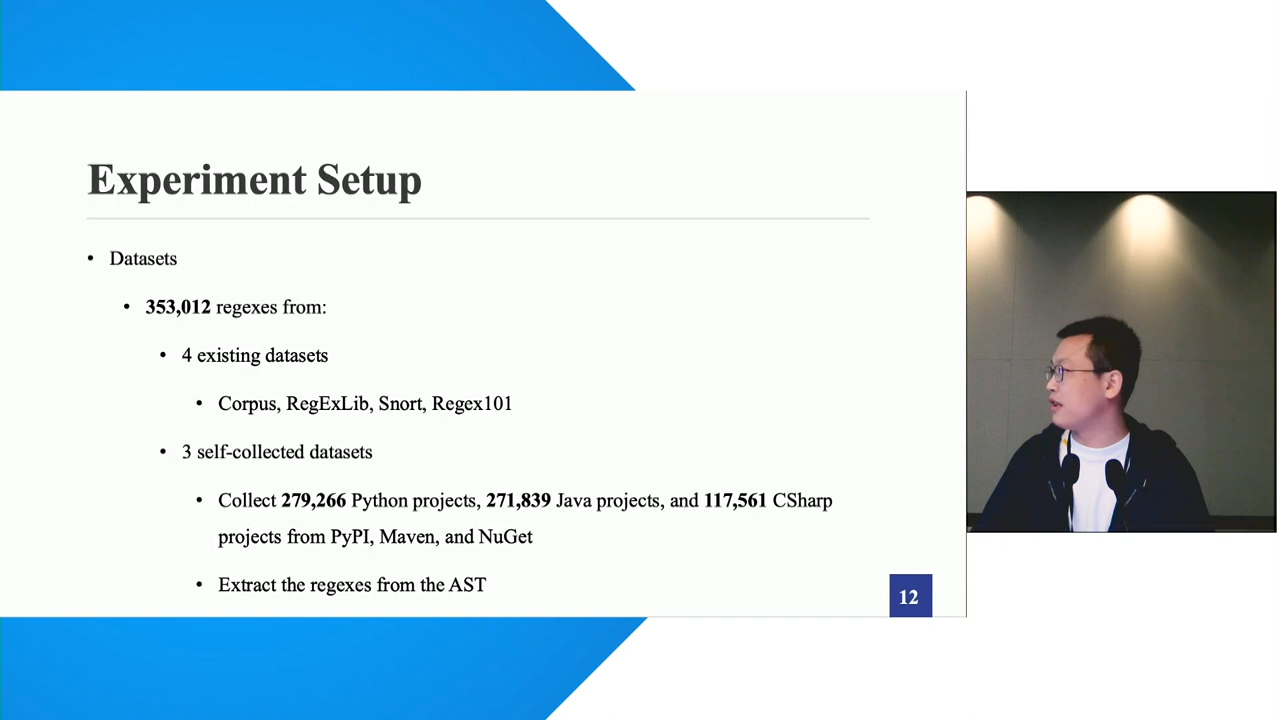 Experiment Setup
• Datasets
• 353,012 regexes from:
• 4 existing datasets
• Corpus, RegExLib, Snort, Regex101
• 3 self-collected datasets
• Collect 279,266 Python projects, 271,839 Java projects, and 117,561 CSharp
projects from PyPI, Maven, and NuGet
• Extract the regexes from the AST
12